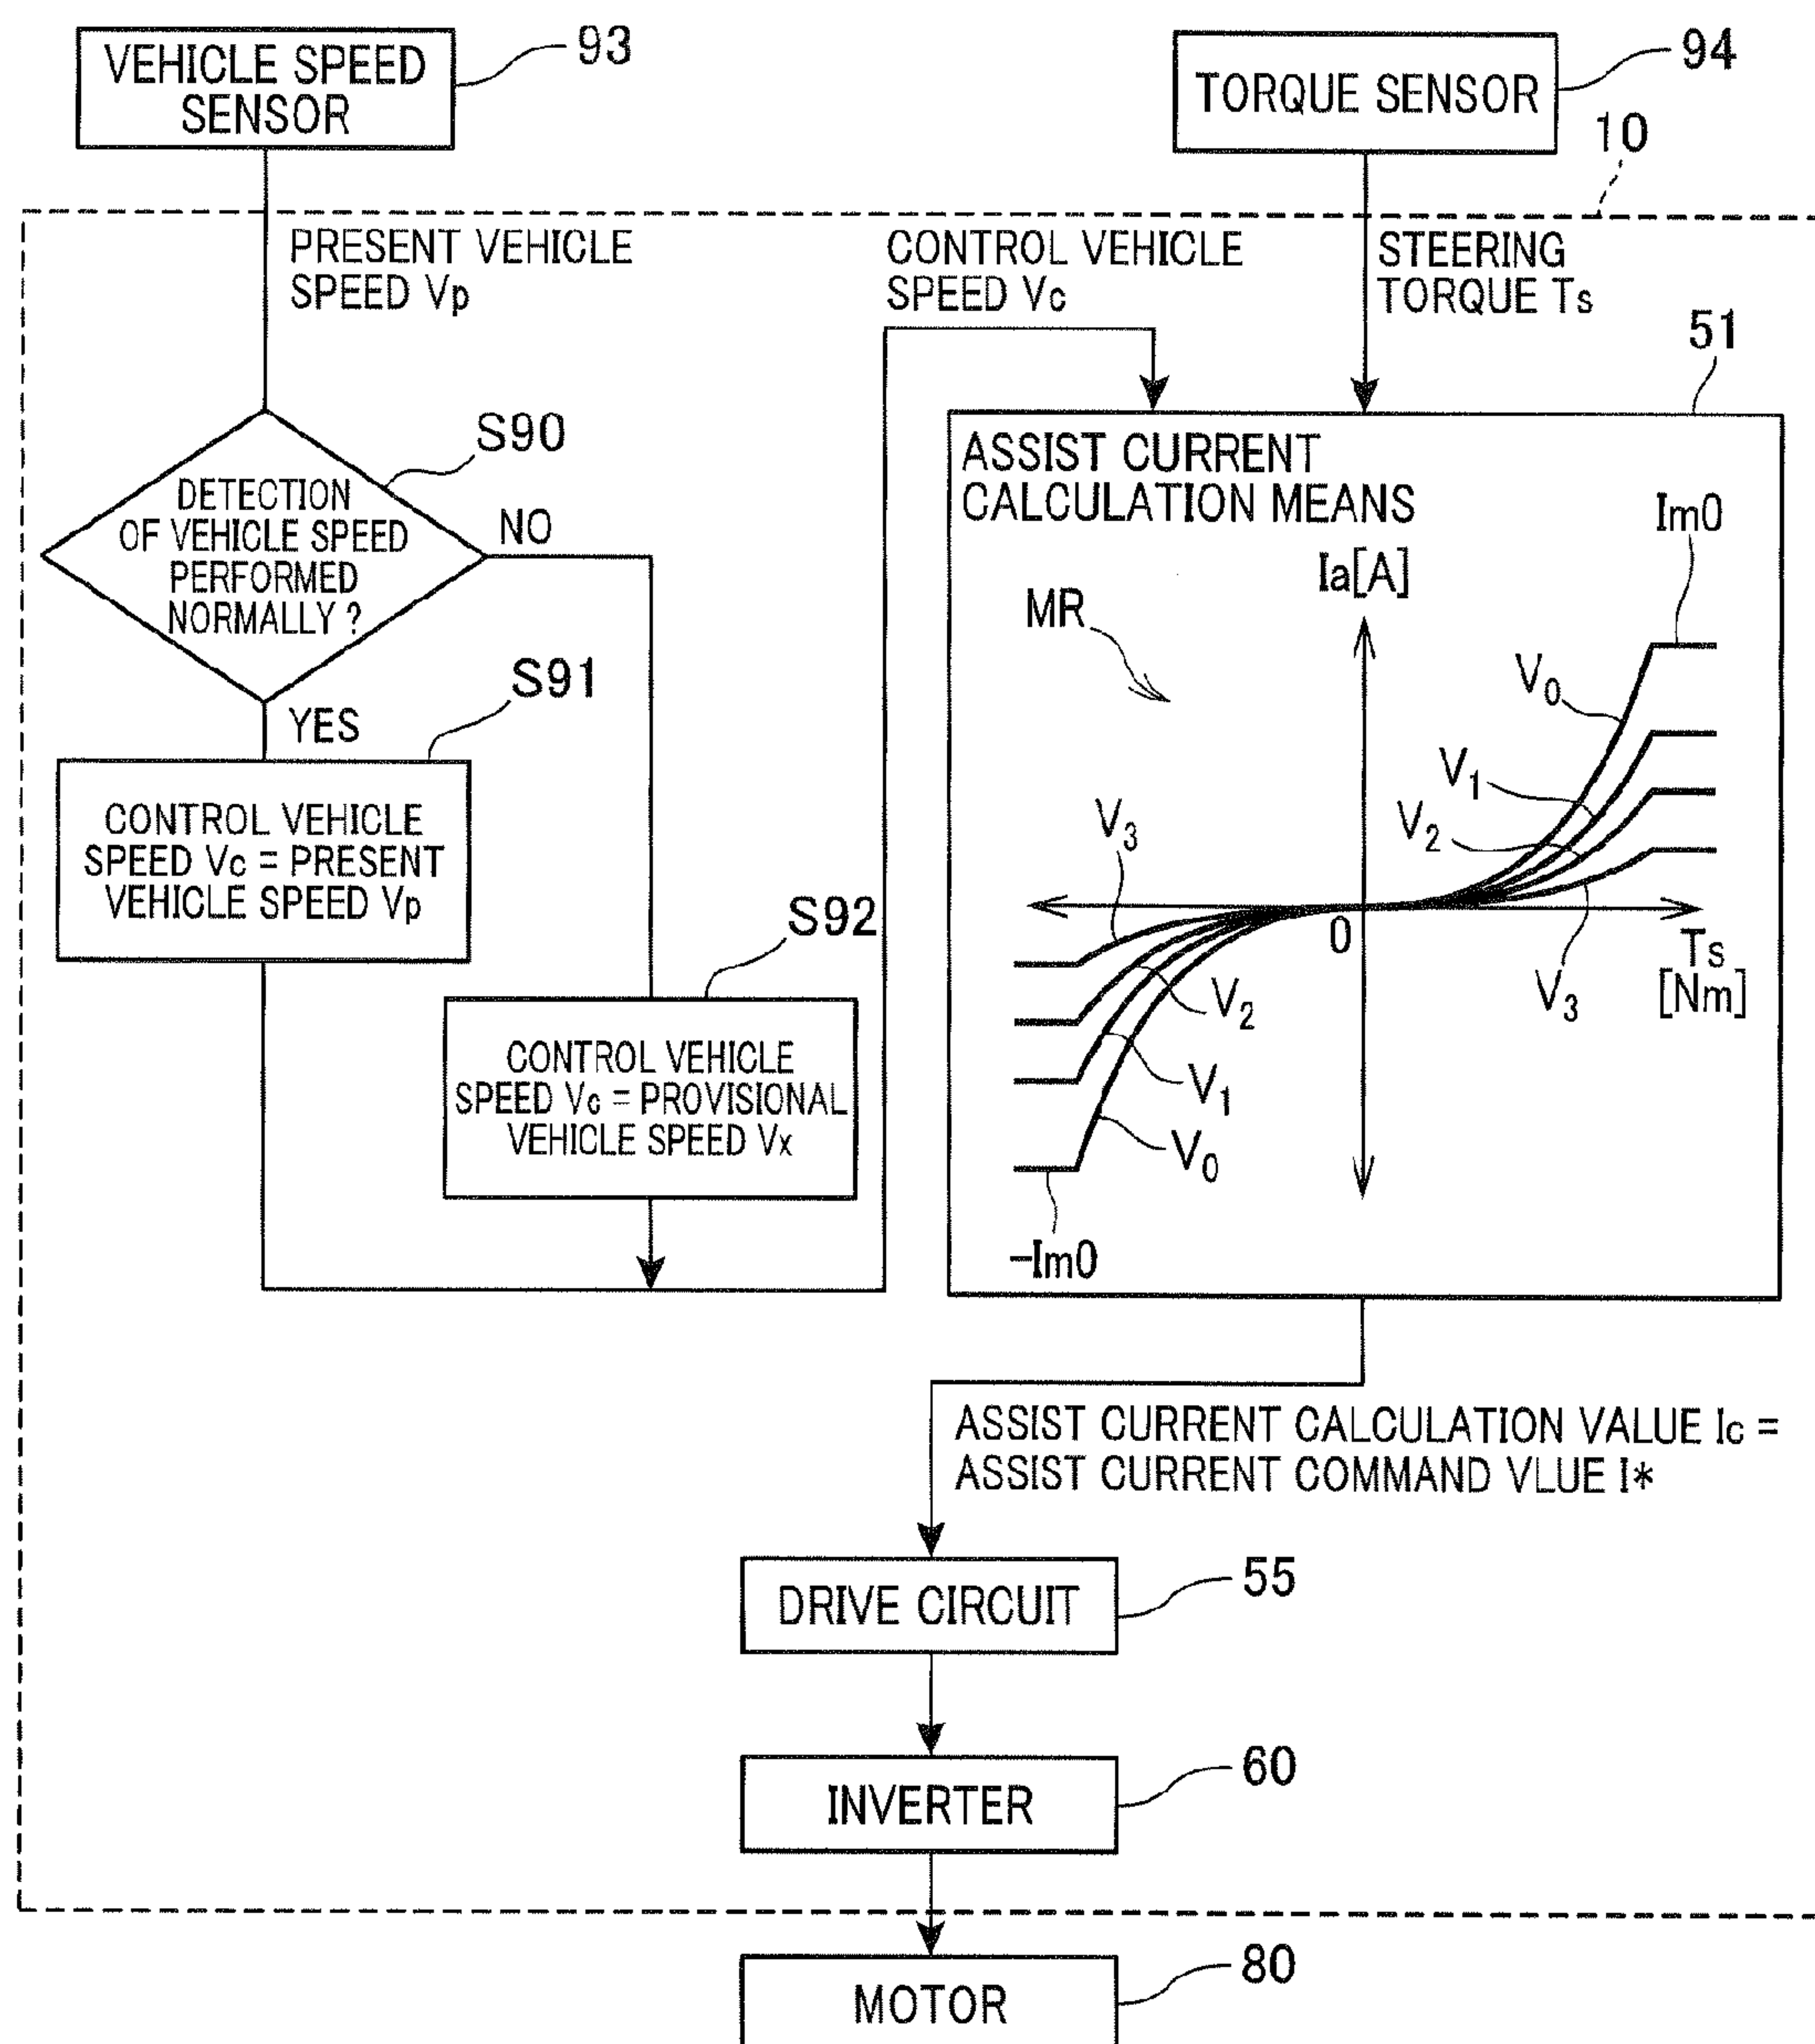 VEHICLE SPEED
SENSOR
93
TORQUE SENSOR
94
10
PRESENT VEHICLE
SPEED Vp
CONTROL VEHICLE
SPEED Vc
STEERING
TORQUE Ts
51
S90
DETECTION
OF VEHICLE SPEED
PERFORMED
NORMALLY ?
NO
YES
S91
CONTROL VEHICLE
SPEED Vc = PRESENT
VEHICLE SPEED Vp
S92
CONTROL VEHICLE
SPEED Vc = PROVISIONAL
VEHICLE SPEED Vx
ASSIST CURRENT
CALCULATION MEANS
Im0
Ia[A]
MR
V0
V1
V2
V3
V3
0
Ts
[Nm]
V3
V2
V1
V0
-Im0
ASSIST CURRENT CALCULATION VALUE Ic =
ASSIST CURRENT COMMAND VLUE I*
DRIVE CIRCUIT
55
INVERTER
60
MOTOR
80